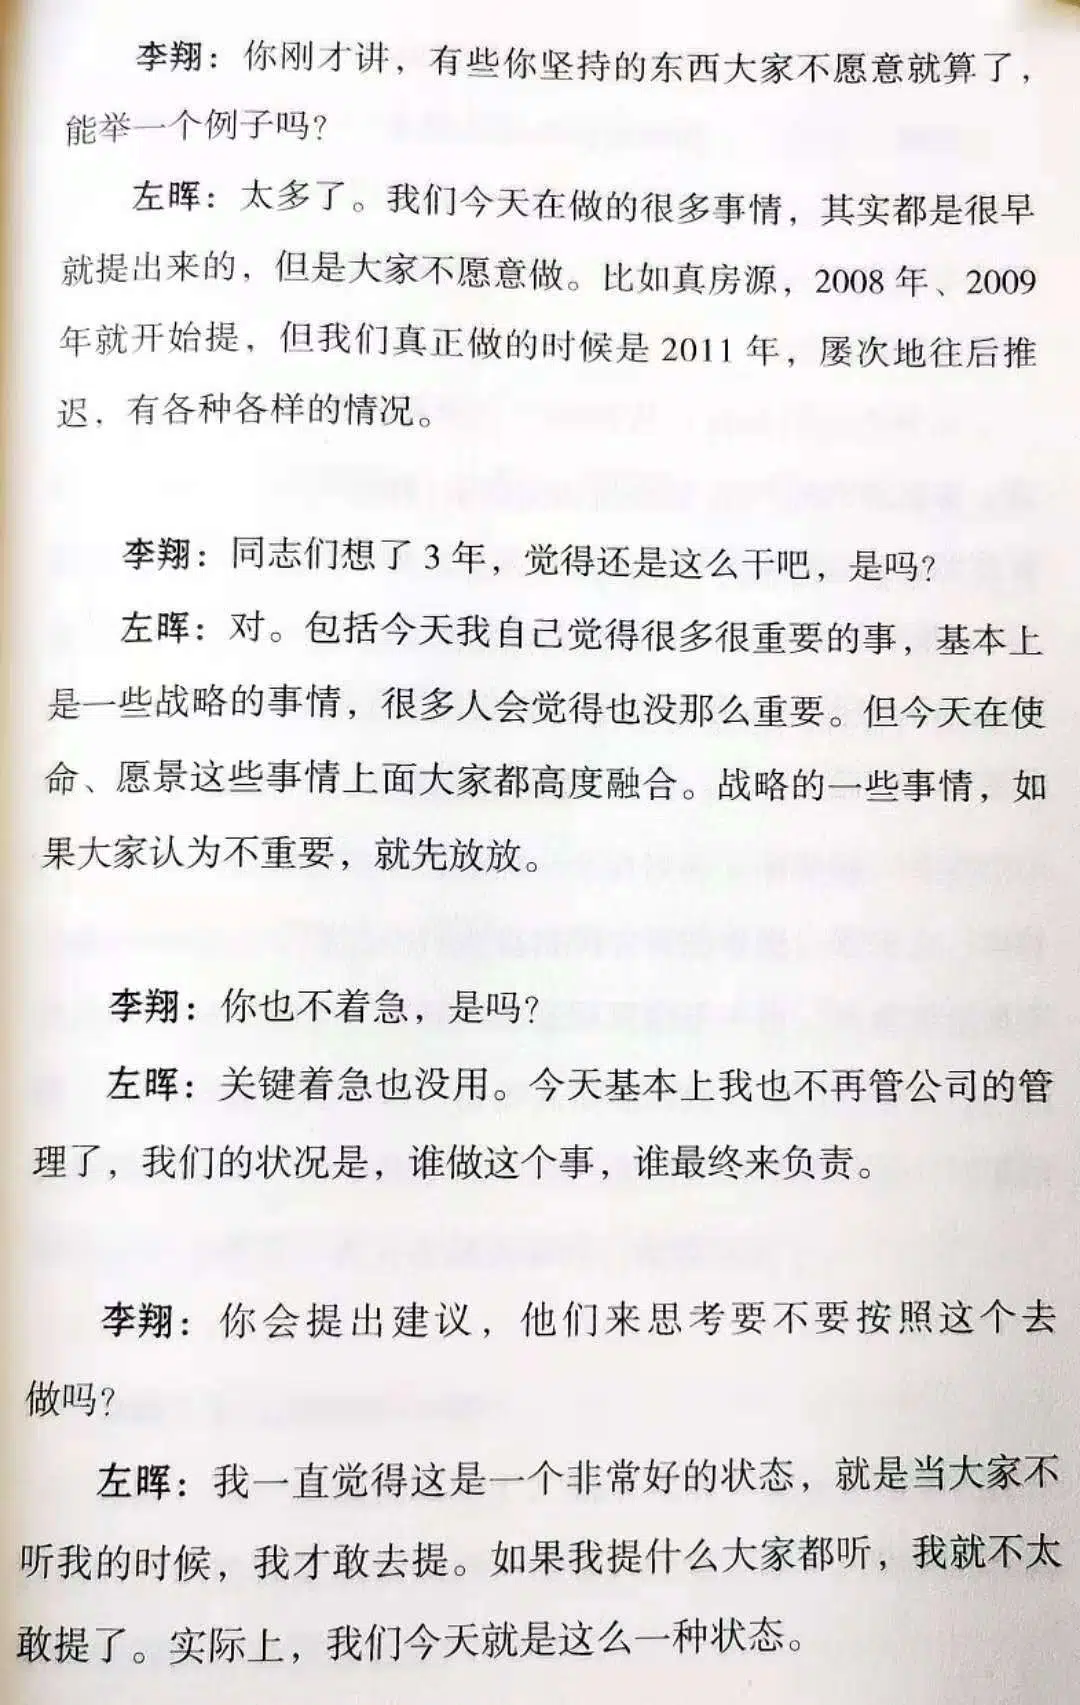 李翔：你刚才讲，有些你坚持的东西大家不愿意就算了，
能举一个例子吗？
左晖：太多了。我们今天在做的很多事情，其实都是很早
就提出来的，但是大家不愿意做。比如真房源，2008 年、2009
年就开始提，但我们真正做的时候是 2011 年，屡次地往后推
迟，有各种各样的情况。
李翔：同志们想了 3 年，觉得还是这么干吧，是吗？
左晖：对。包括今天我自己觉得很多很重要的事，基本上
是一些战略的事情，很多人会觉得也没那么重要。但今天在使
命、愿景这些事情上面大家都高度融合。战略的一些事情，如
果大家认为不重要，就先放放。
李翔：你也不着急，是吗？
左晖：关键着急也没用。今天基本上我也不再管公司的管
理了，我们的状况是，谁做这个事，谁最终来负责。
李翔：你会提出建议，他们来思考要不要按照这个去
做吗？
左晖：我一直觉得这是一个非常好的状态，就是当大家不
听我的时候，我才敢去提。如果我提什么大家都听，我就不太
敢提了。实际上，我们今天就是这么一种状态。